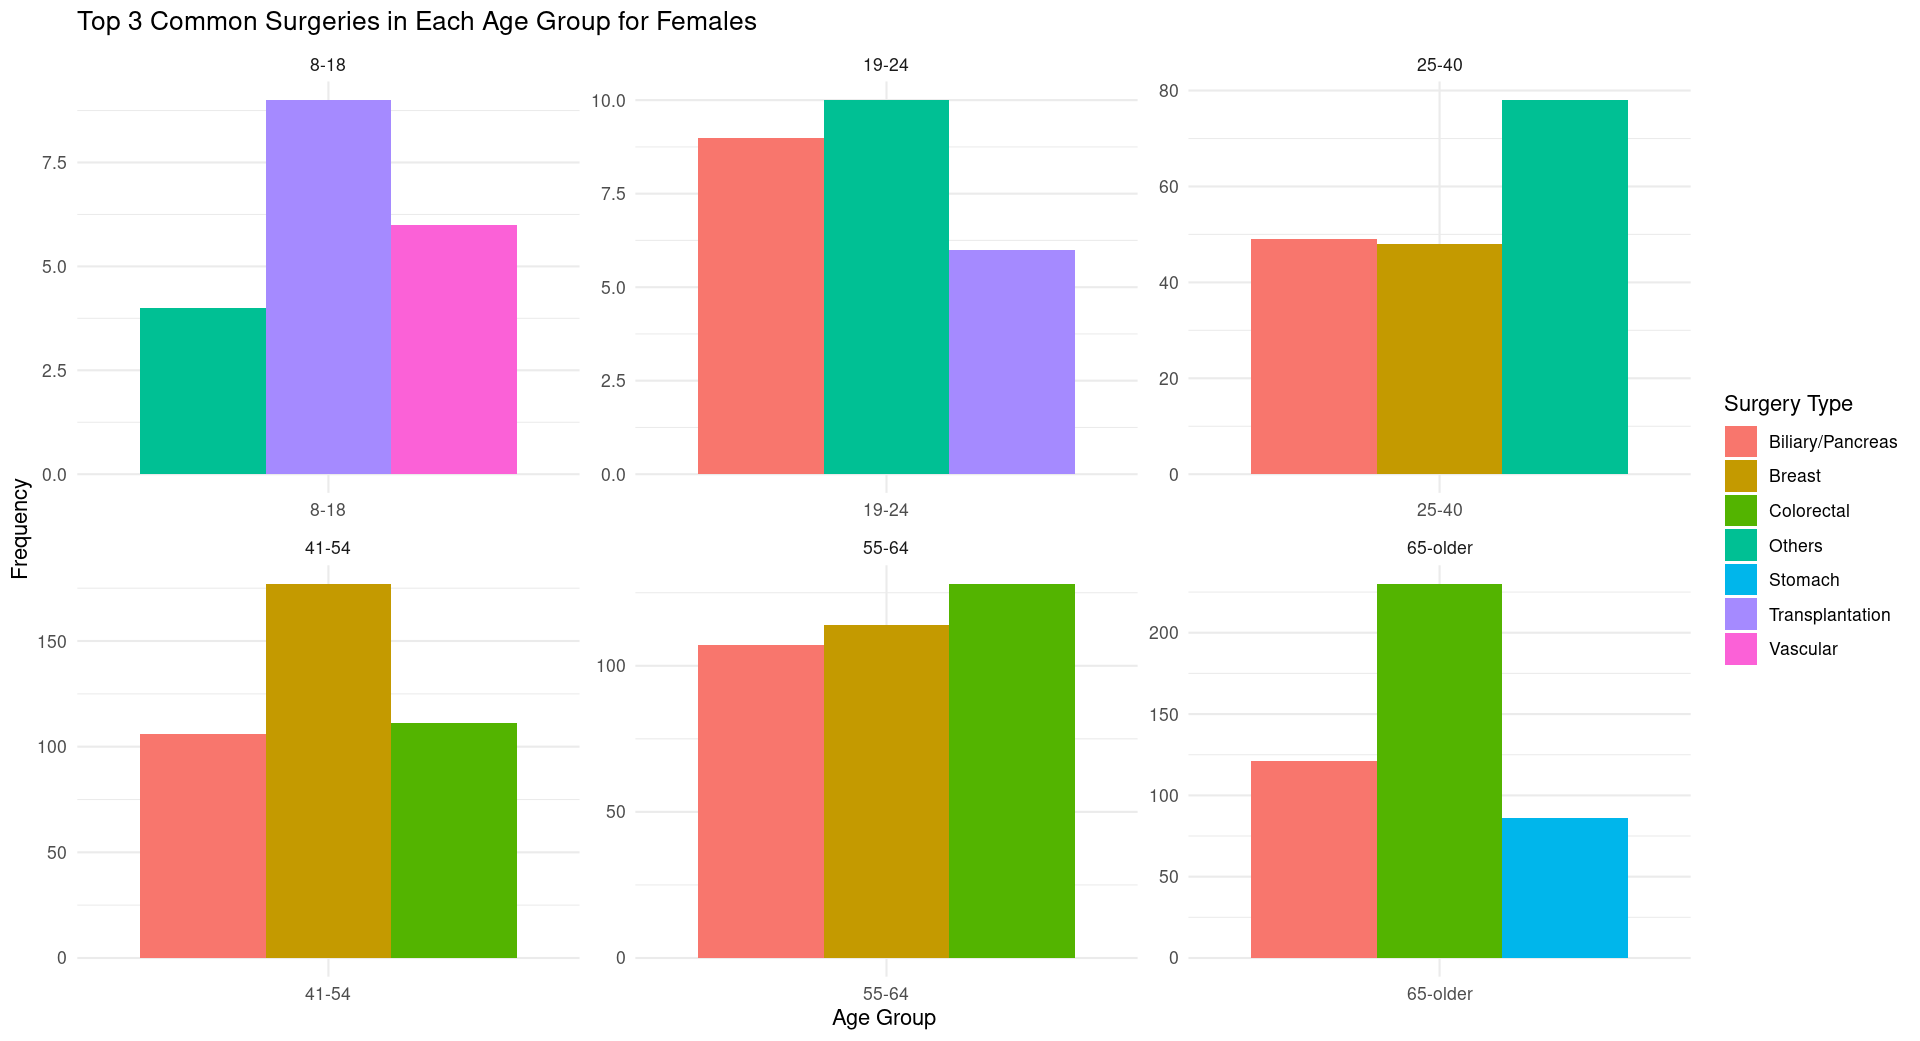 Top 3 Common Surgeries in Each Age Group for Females
8-18
7.5
5.0
2.5
0.0
8-18
19-24
10.0
7.5
5.0
2.5
0.0
19-24
25-40
80
60
40
20
0
25-40
41-54
150
100
50
0
41-54
55-64
100
50
0
55-64
65-older
200
150
100
50
0
65-older
Frequency
Age Group
Surgery Type
Biliary/Pancreas
Breast
Colorectal
Others
Stomach
Transplantation
Vascular